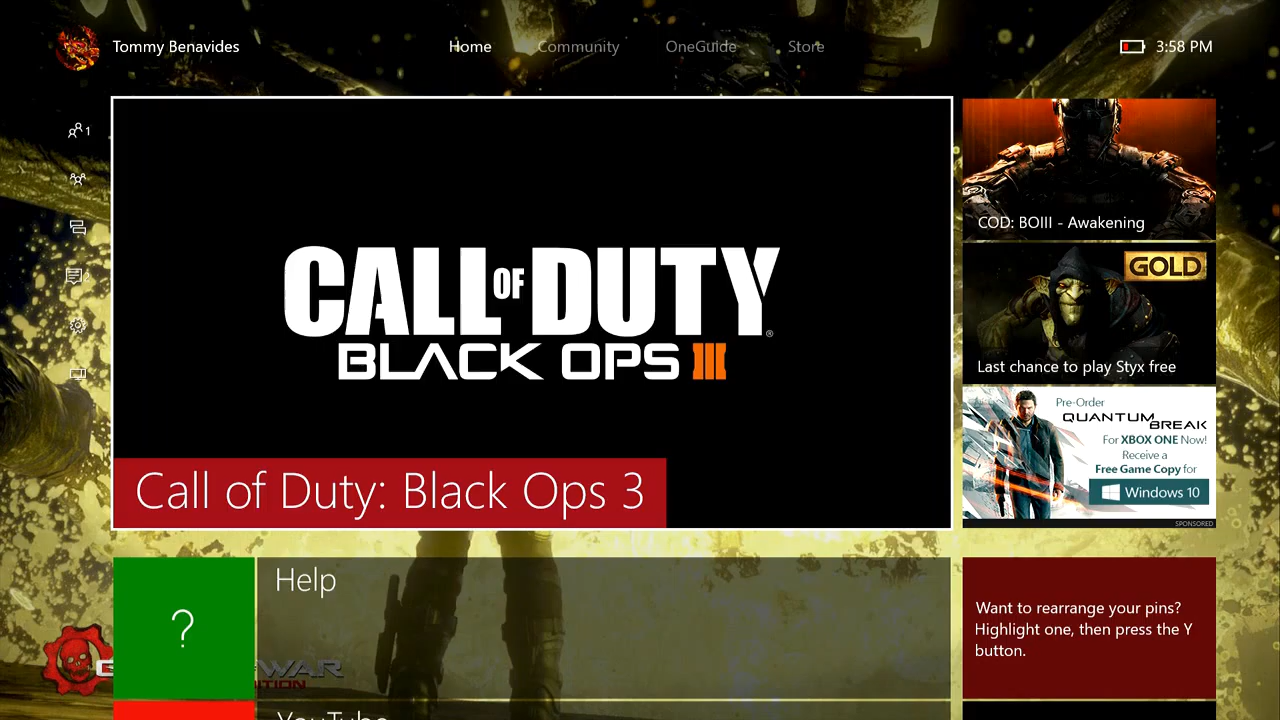 Tommy Benavides
Home
Community
OneGuide
Store
3:58 PM
1
2
CALL OF DUTY®
BLACK OPS III
Call of Duty: Black Ops 3
COD: BOIII - Awakening
GOLD
Last chance to play Styx free
Pre-Order
QUANTUM BREAK
For XBOX ONE Now!
Receive a
Free Game Copy for
Windows 10
SPONSORED
?
Help
WAR
Want to rearrange your pins?
Highlight one, then press the Y
button.
YouTube